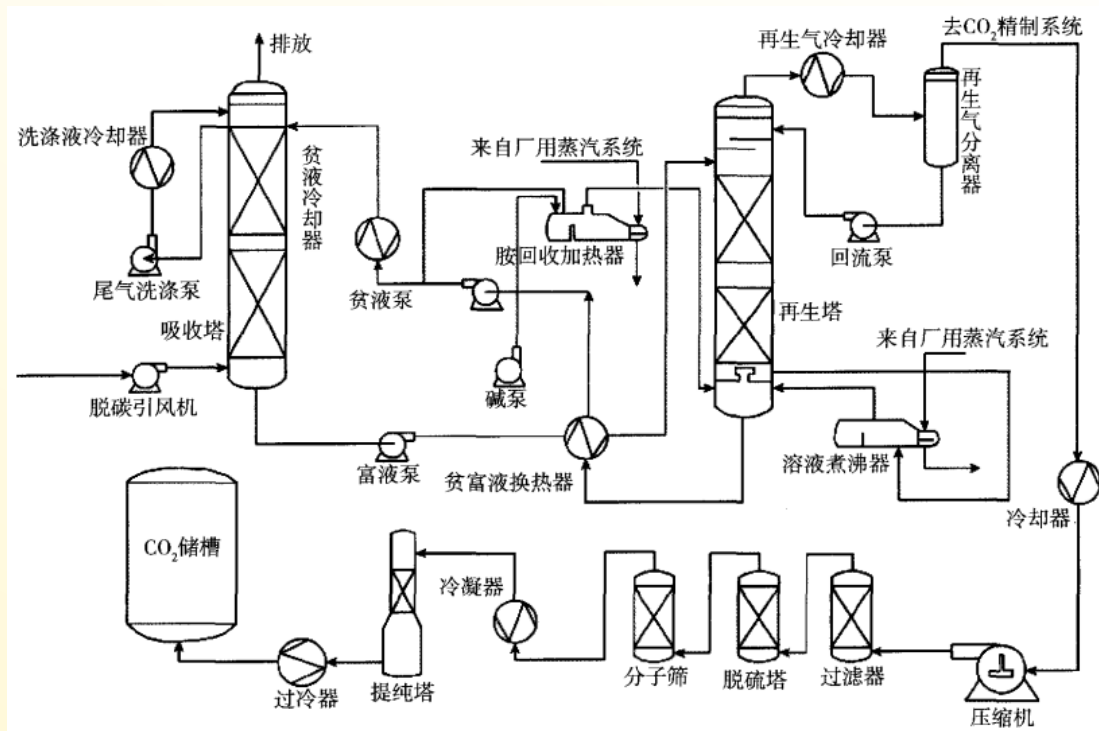 排放
再生气冷却器
去CO₂精制系统
再生气分离器
洗涤液冷却器
贫液冷却器
来自厂用蒸汽系统
胺回收加热器
回流泵
尾气洗涤泵
贫液泵
吸收塔
再生塔
来自厂用蒸汽系统
碱泵
脱碳引风机
富液泵
贫富液换热器
溶液煮沸器
冷却器
CO₂储槽
冷凝器
过冷器
提纯塔
分子筛
脱硫塔
过滤器
压缩机